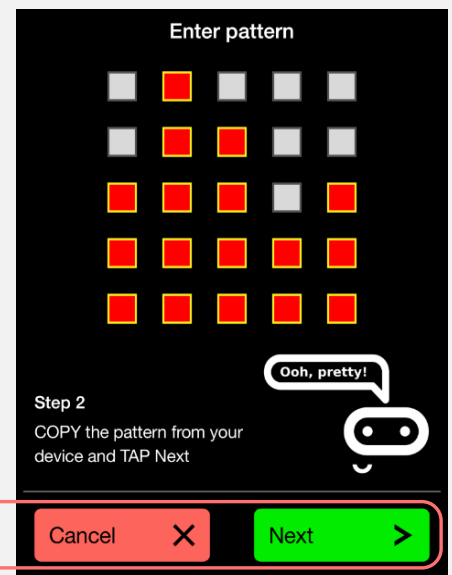 Enter pattern
Ooh, pretty!
Step 2
COPY the pattern from your
device and TAP Next
Cancel
Next